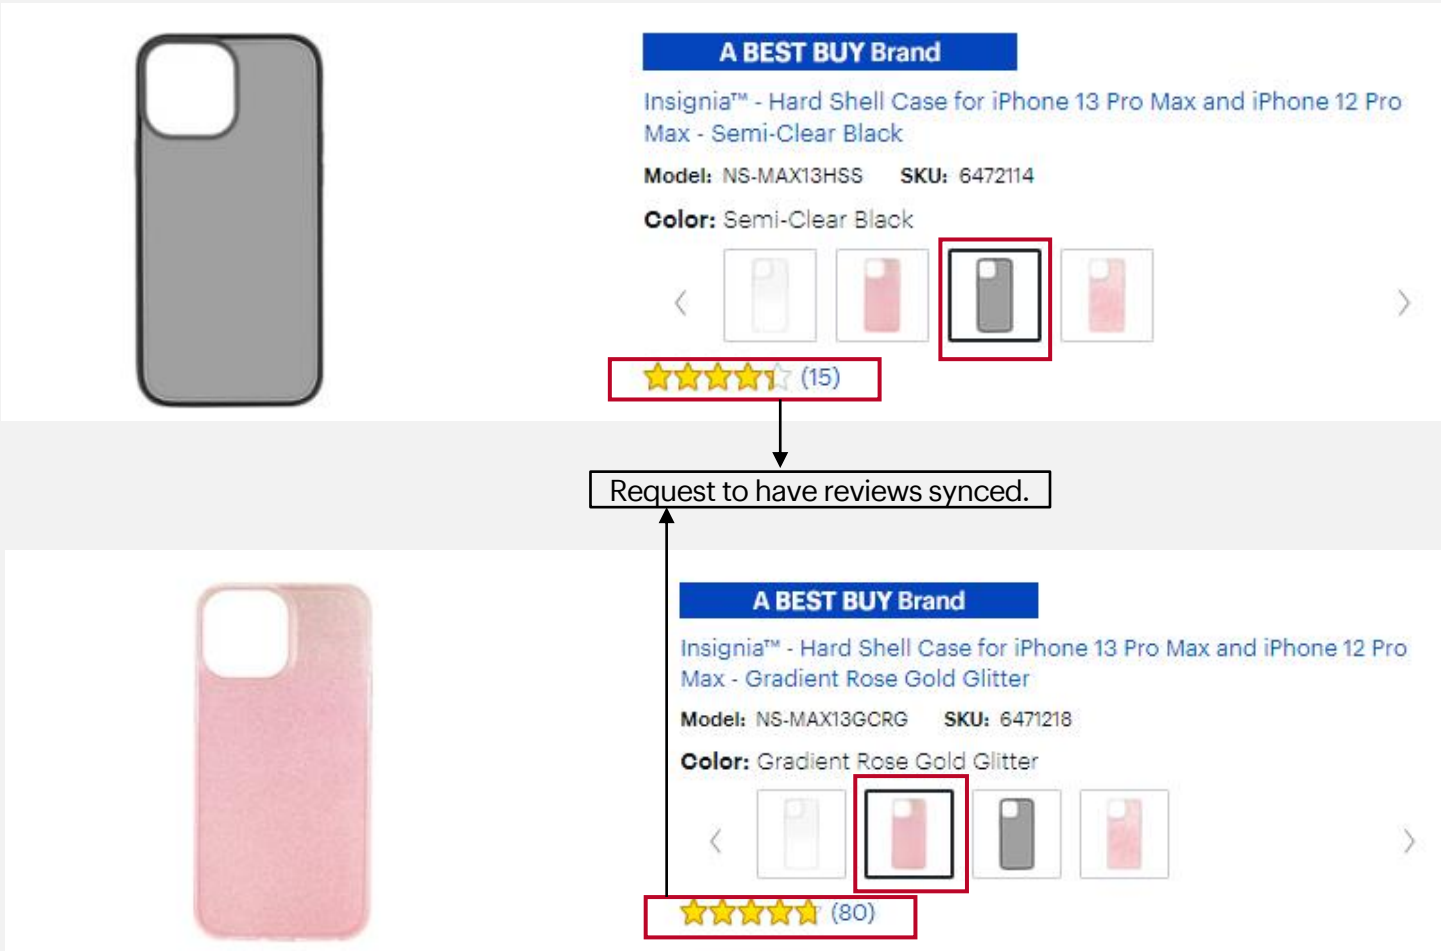 A BEST BUY Brand
Insignia™ - Hard Shell Case for iPhone 13 Pro Max and iPhone 12 Pro
Max - Semi-Clear Black
Model: NS-MAX13HSS SKU: 6472114
Color: Semi-Clear Black
(15)
Request to have reviews synced.
A BEST BUY Brand
Insignia™ - Hard Shell Case for iPhone 13 Pro Max and iPhone 12 Pro
Max - Gradient Rose Gold Glitter
Model: NS-MAX13GCRG SKU: 6471218
Color: Gradient Rose Gold Glitter
(80)